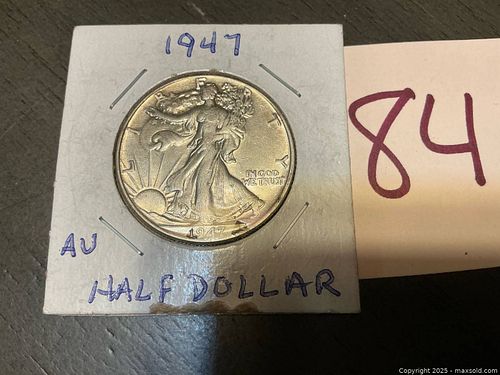 1947
84
LIBERTY
IN GOD
WE TRUST
1947
AU
HALF DOLLAR
Copyright 2025 - maxsold.com